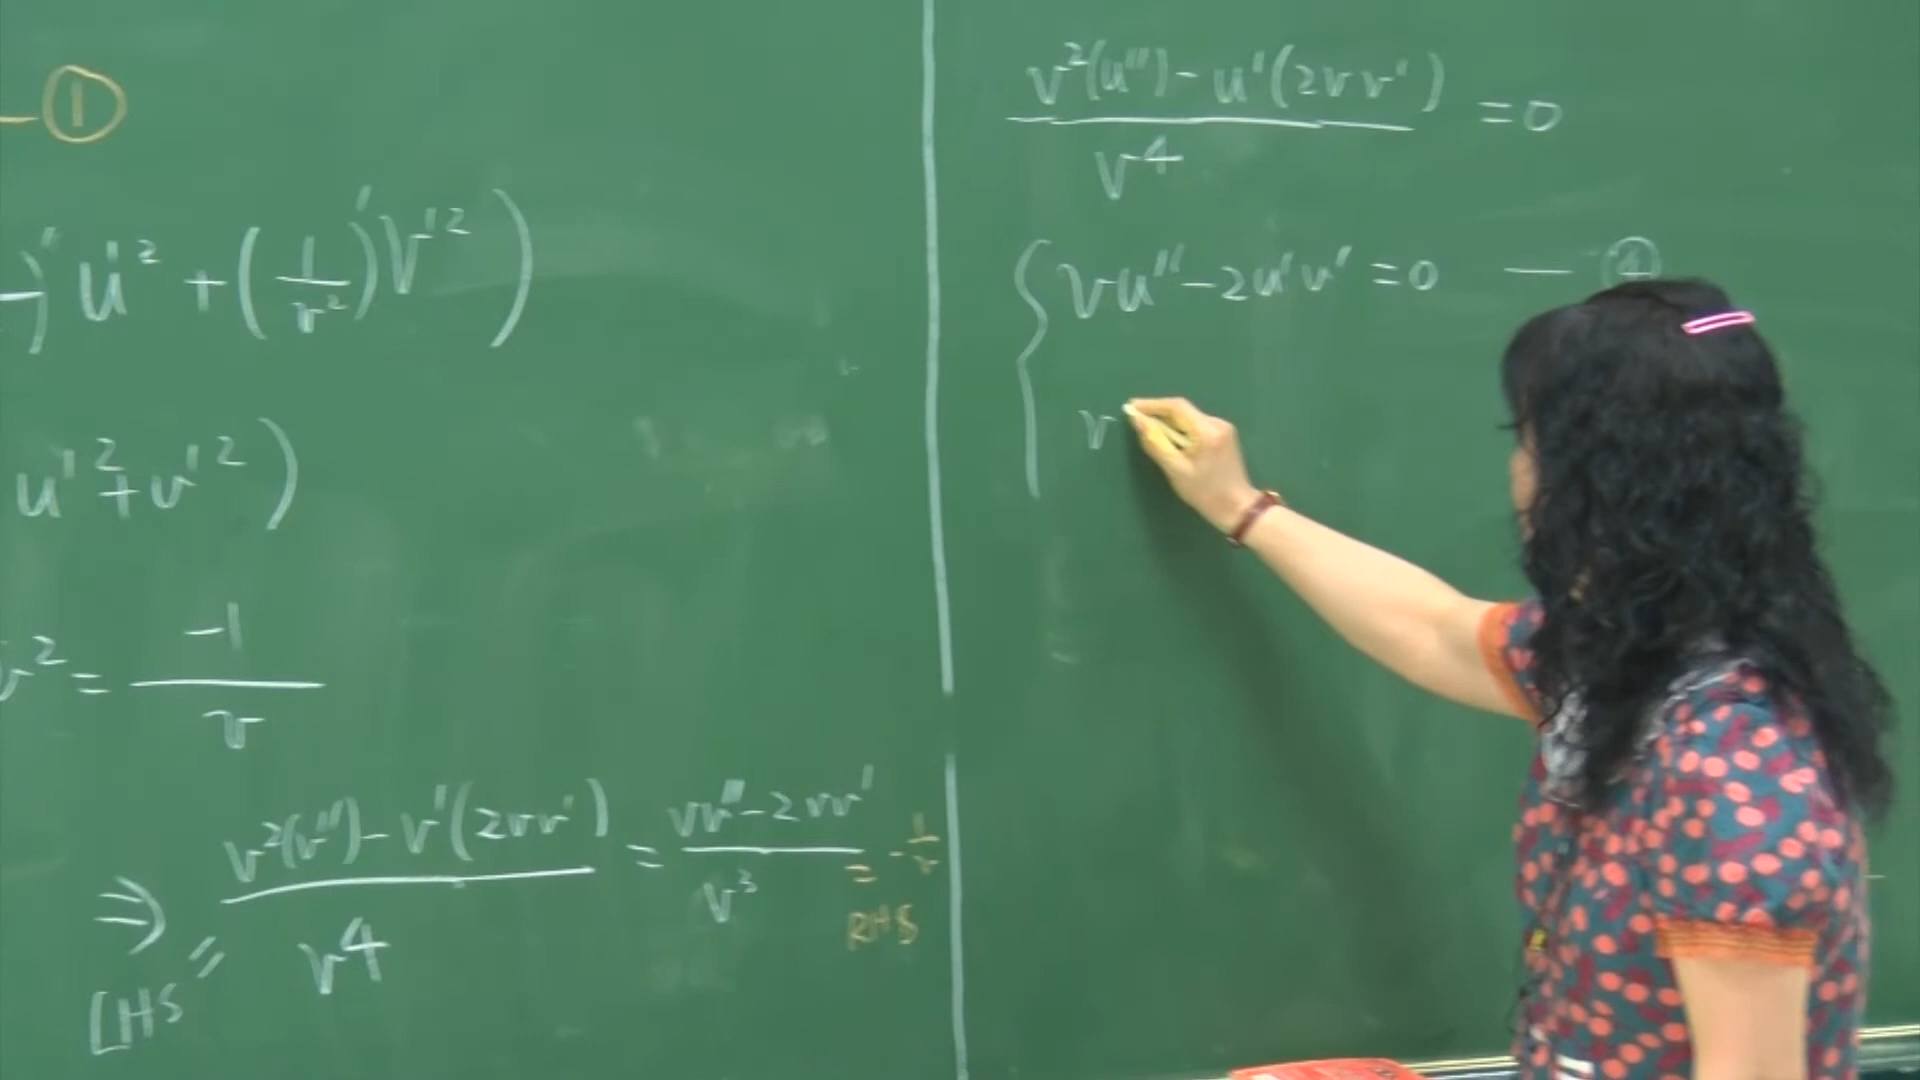 — ①
)'' u'² + (1/v²)' v'²)
u'² + v'²)
v² = -1/v
⇒ (v²(v'') - v'(2vv'))/v⁴ = (vv'' - 2vv')/v³ = -1/v
LHS =
RHS
(v²(u'') - u'(2vv'))/v⁴ = 0
{ vu'' - 2u'v' = 0 —
v